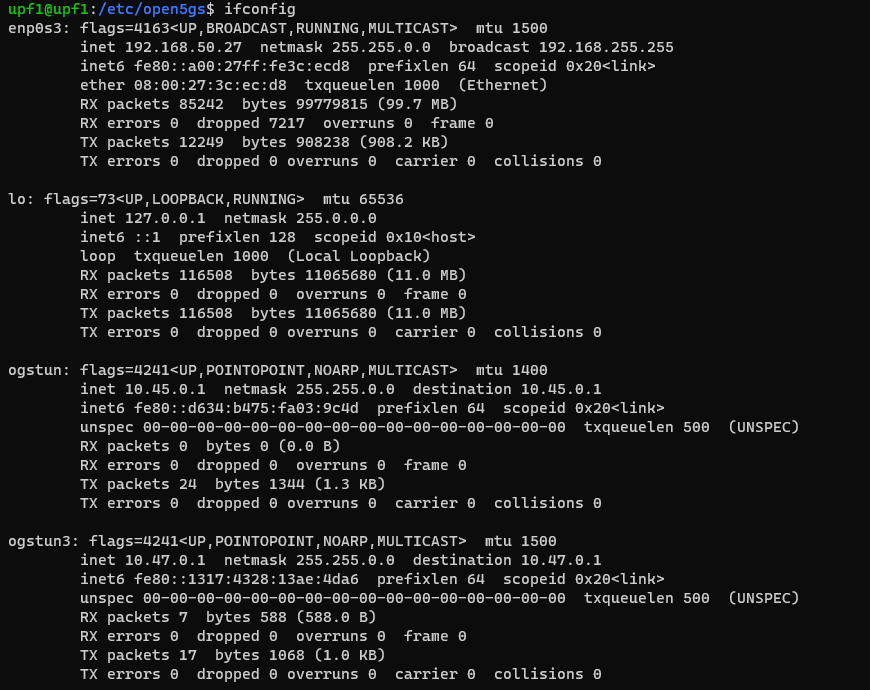 upf1@upf1:/etc/open5gs$ ifconfig
enp0s3: flags=4163<UP,BROADCAST,RUNNING,MULTICAST>  mtu 1500
        inet 192.168.50.27  netmask 255.255.0.0  broadcast 192.168.255.255
        inet6 fe80::a00:27ff:fe3c:ecd8  prefixlen 64  scopeid 0x20<link>
        ether 08:00:27:3c:ec:d8  txqueuelen 1000  (Ethernet)
        RX packets 85242  bytes 99779815 (99.7 MB)
        RX errors 0  dropped 7217  overruns 0  frame 0
        TX packets 12249  bytes 908238 (908.2 KB)
        TX errors 0  dropped 0 overruns 0  carrier 0  collisions 0

lo: flags=73<UP,LOOPBACK,RUNNING>  mtu 65536
        inet 127.0.0.1  netmask 255.0.0.0
        inet6 ::1  prefixlen 128  scopeid 0x10<host>
        loop  txqueuelen 1000  (Local Loopback)
        RX packets 116508  bytes 11065680 (11.0 MB)
        RX errors 0  dropped 0  overruns 0  frame 0
        TX packets 116508  bytes 11065680 (11.0 MB)
        TX errors 0  dropped 0 overruns 0  carrier 0  collisions 0

ogstun: flags=4241<UP,POINTOPOINT,NOARP,MULTICAST>  mtu 1400
        inet 10.45.0.1  netmask 255.255.0.0  destination 10.45.0.1
        inet6 fe80::d634:b475:fa03:9c4d  prefixlen 64  scopeid 0x20<link>
        unspec 00-00-00-00-00-00-00-00-00-00-00-00-00-00-00-00  txqueuelen 500  (UNSPEC)
        RX packets 0  bytes 0 (0.0 B)
        RX errors 0  dropped 0  overruns 0  frame 0
        TX packets 24  bytes 1344 (1.3 KB)
        TX errors 0  dropped 0 overruns 0  carrier 0  collisions 0

ogstun3: flags=4241<UP,POINTOPOINT,NOARP,MULTICAST>  mtu 1500
        inet 10.47.0.1  netmask 255.255.0.0  destination 10.47.0.1
        inet6 fe80::1317:4328:13ae:4da6  prefixlen 64  scopeid 0x20<link>
        unspec 00-00-00-00-00-00-00-00-00-00-00-00-00-00-00-00  txqueuelen 500  (UNSPEC)
        RX packets 7  bytes 588 (588.0 B)
        RX errors 0  dropped 0  overruns 0  frame 0
        TX packets 17  bytes 1068 (1.0 KB)
        TX errors 0  dropped 0 overruns 0  carrier 0  collisions 0